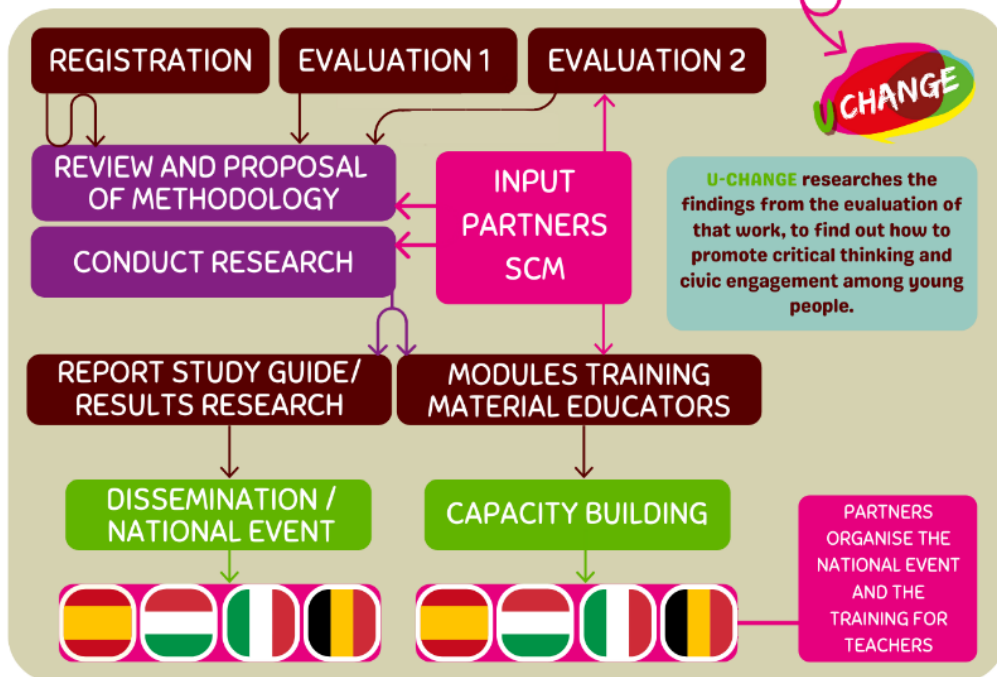 REGISTRATION
EVALUATION 1
EVALUATION 2
U CHANGE
REVIEW AND PROPOSAL
OF METHODOLOGY
CONDUCT RESEARCH
INPUT
PARTNERS
SCM
U-CHANGE researches the
findings from the evaluation of
that work, to find out how to
promote critical thinking and
civic engagement among young
people.
REPORT STUDY GUIDE/
RESULTS RESEARCH
MODULES TRAINING
MATERIAL EDUCATORS
DISSEMINATION /
NATIONAL EVENT
CAPACITY BUILDING
PARTNERS
ORGANISE THE
NATIONAL EVENT
AND THE
TRAINING FOR
TEACHERS